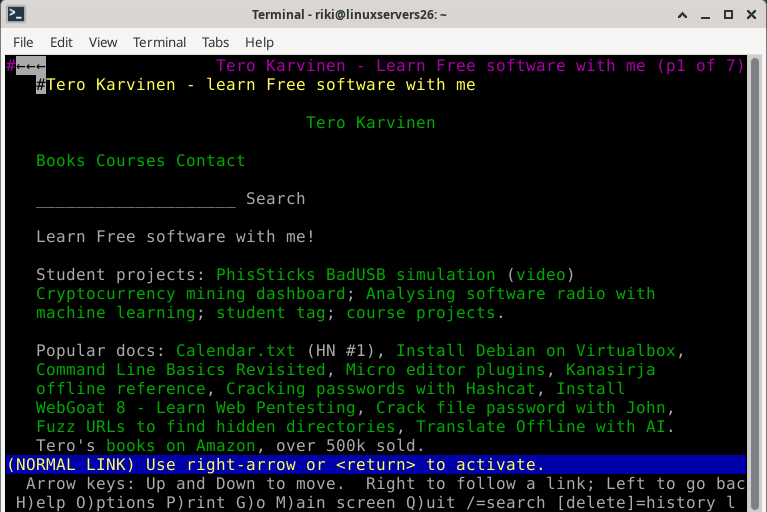 Terminal - riki@linuxservers26: ~
File Edit View Terminal Tabs Help
#←←← Tero Karvinen - Learn Free software with me (p1 of 7)
#Tero Karvinen - learn Free software with me
Tero Karvinen
Books Courses Contact
____________________ Search
Learn Free software with me!
Student projects: PhisSticks BadUSB simulation (video)
Cryptocurrency mining dashboard; Analysing software radio with
machine learning; student tag; course projects.
Popular docs: Calendar.txt (HN #1), Install Debian on Virtualbox,
Command Line Basics Revisited, Micro editor plugins, Kanasirja
offline reference, Cracking passwords with Hashcat, Install
WebGoat 8 - Learn Web Pentesting, Crack file password with John,
Fuzz URLs to find hidden directories, Translate Offline with AI.
Tero's books on Amazon, over 500k sold.
(NORMAL LINK) Use right-arrow or <return> to activate.
Arrow keys: Up and Down to move. Right to follow a link; Left to go bac
H)elp O)ptions P)rint G)o M)ain screen Q)uit /=search [delete]=history l